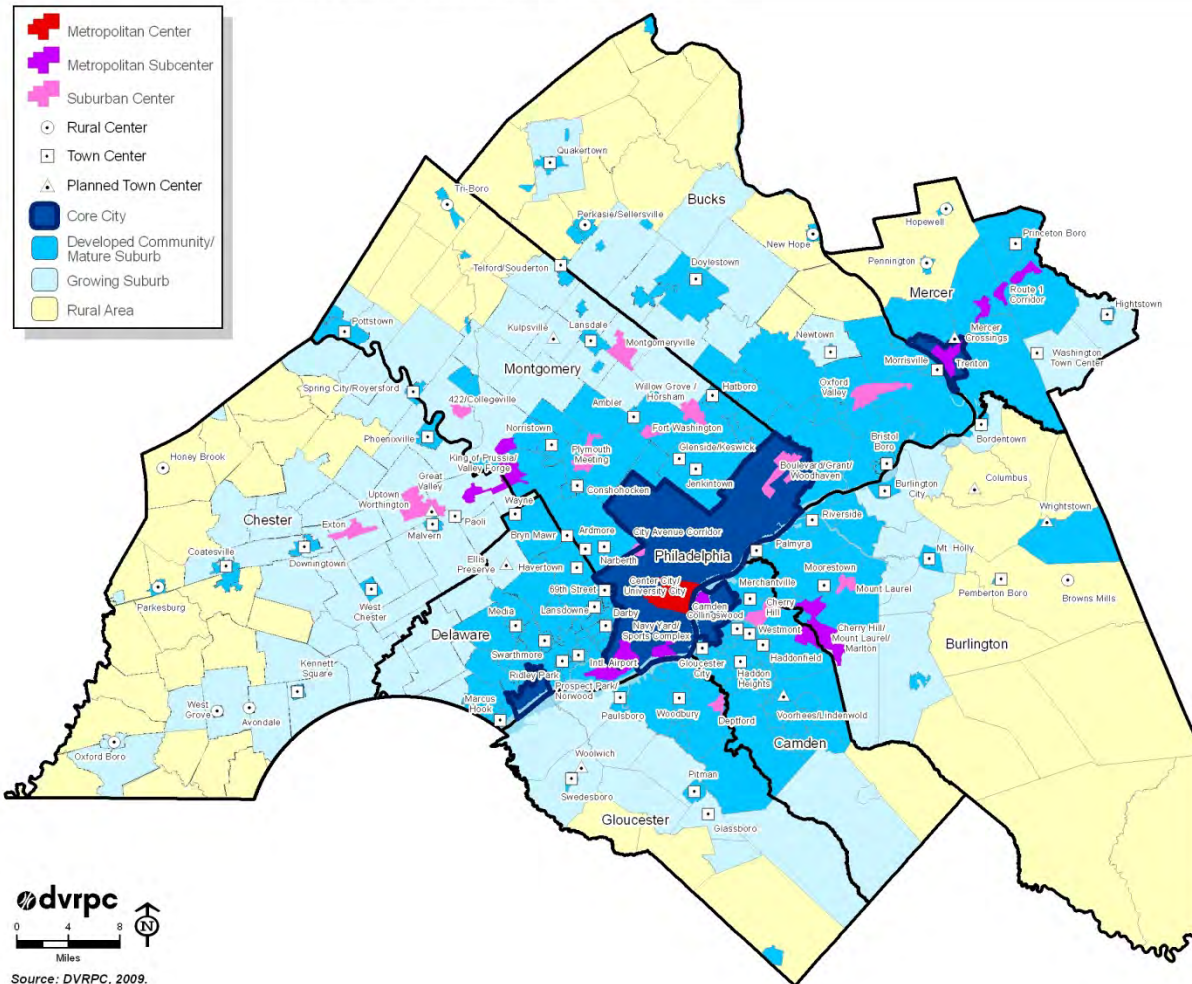 Metropolitan Center
Metropolitan Subcenter
Suburban Center
Rural Center
Town Center
Planned Town Center
Core City
Developed Community/
Mature Suburb
Growing Suburb
Rural Area
Quakertown
Tri-Boro
Bucks
Perkasie/Sellersville
New Hope
Hopewell
Princeton Boro
Pennington
Telford/Souderton
Doylestown
Mercer
Route 1
Corridor
Hightstown
Pottstown
Kulpsville
Lansdale
Montgomeryville
Newtown
Mercer
Crossings
Morrisville
Trenton
Washington
Town Center
Montgomery
Spring City/Royersford
422/Collegeville
Willow Grove /
Horsham
Hatboro
Oxford
Valley
Ambler
Fort Washington
Norristown
Phoenixville
Plymouth
Meeting
Glenside/Keswick
Bristol
Boro
Bordentown
Honey Brook
King of Prussia/
Valley Forge
Great
Valley
Jenkintown
Boulevard/Grant/
Woodhaven
Columbus
Conshohocken
Burlington
City
Uptown
Worthington
Wayne
Wrightstown
Chester
Exton
Malvern
Paoli
Ardmore
City Avenue Corridor
Riverside
Bryn Mawr
Coatesville
Downingtown
Ellis
Preserve
Havertown
Narberth
Philadelphia
Palmyra
Mt. Holly
Moorestown
Parkesburg
West
Chester
69th Street
Center City/
University City
Merchantville
Mount Laurel
Pemberton Boro
Browns Mills
Lansdowne
Camden
Cherry
Hill
Media
Darby
Collingswood
Delaware
Navy Yard/
Sports Complex
Westmont
Cherry Hill/
Mount Laurel/
Marlton
Burlington
Swarthmore
Intl. Airport
Gloucester
City
Haddonfield
Kennett
Square
Ridley Park
Haddon
Heights
Prospect Park/
Norwood
West
Grove
Avondale
Marcus
Hook
Paulsboro
Woodbury
Deptford
Voorhees/Lindenwold
Oxford Boro
Woolwich
Camden
Swedesboro
Pitman
Gloucester
Glassboro
dvrpc
0 4 8
Miles
N
Source: DVRPC, 2009.